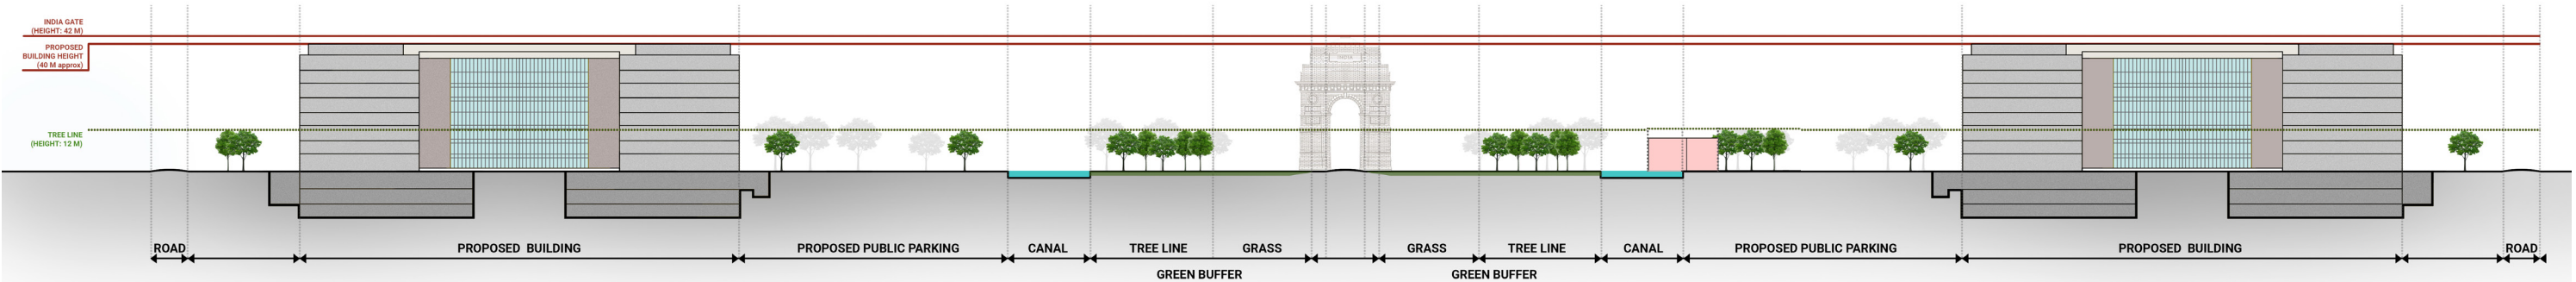 INDIA GATE
(HEIGHT: 42 M)
PROPOSED
BUILDING HEIGHT
(40 M approx)
TREE LINE
(HEIGHT: 12 M)
INDIA
ROAD
PROPOSED BUILDING
PROPOSED PUBLIC PARKING
CANAL
TREE LINE
GRASS
GRASS
TREE LINE
CANAL
PROPOSED PUBLIC PARKING
PROPOSED BUILDING
ROAD
GREEN BUFFER
GREEN BUFFER